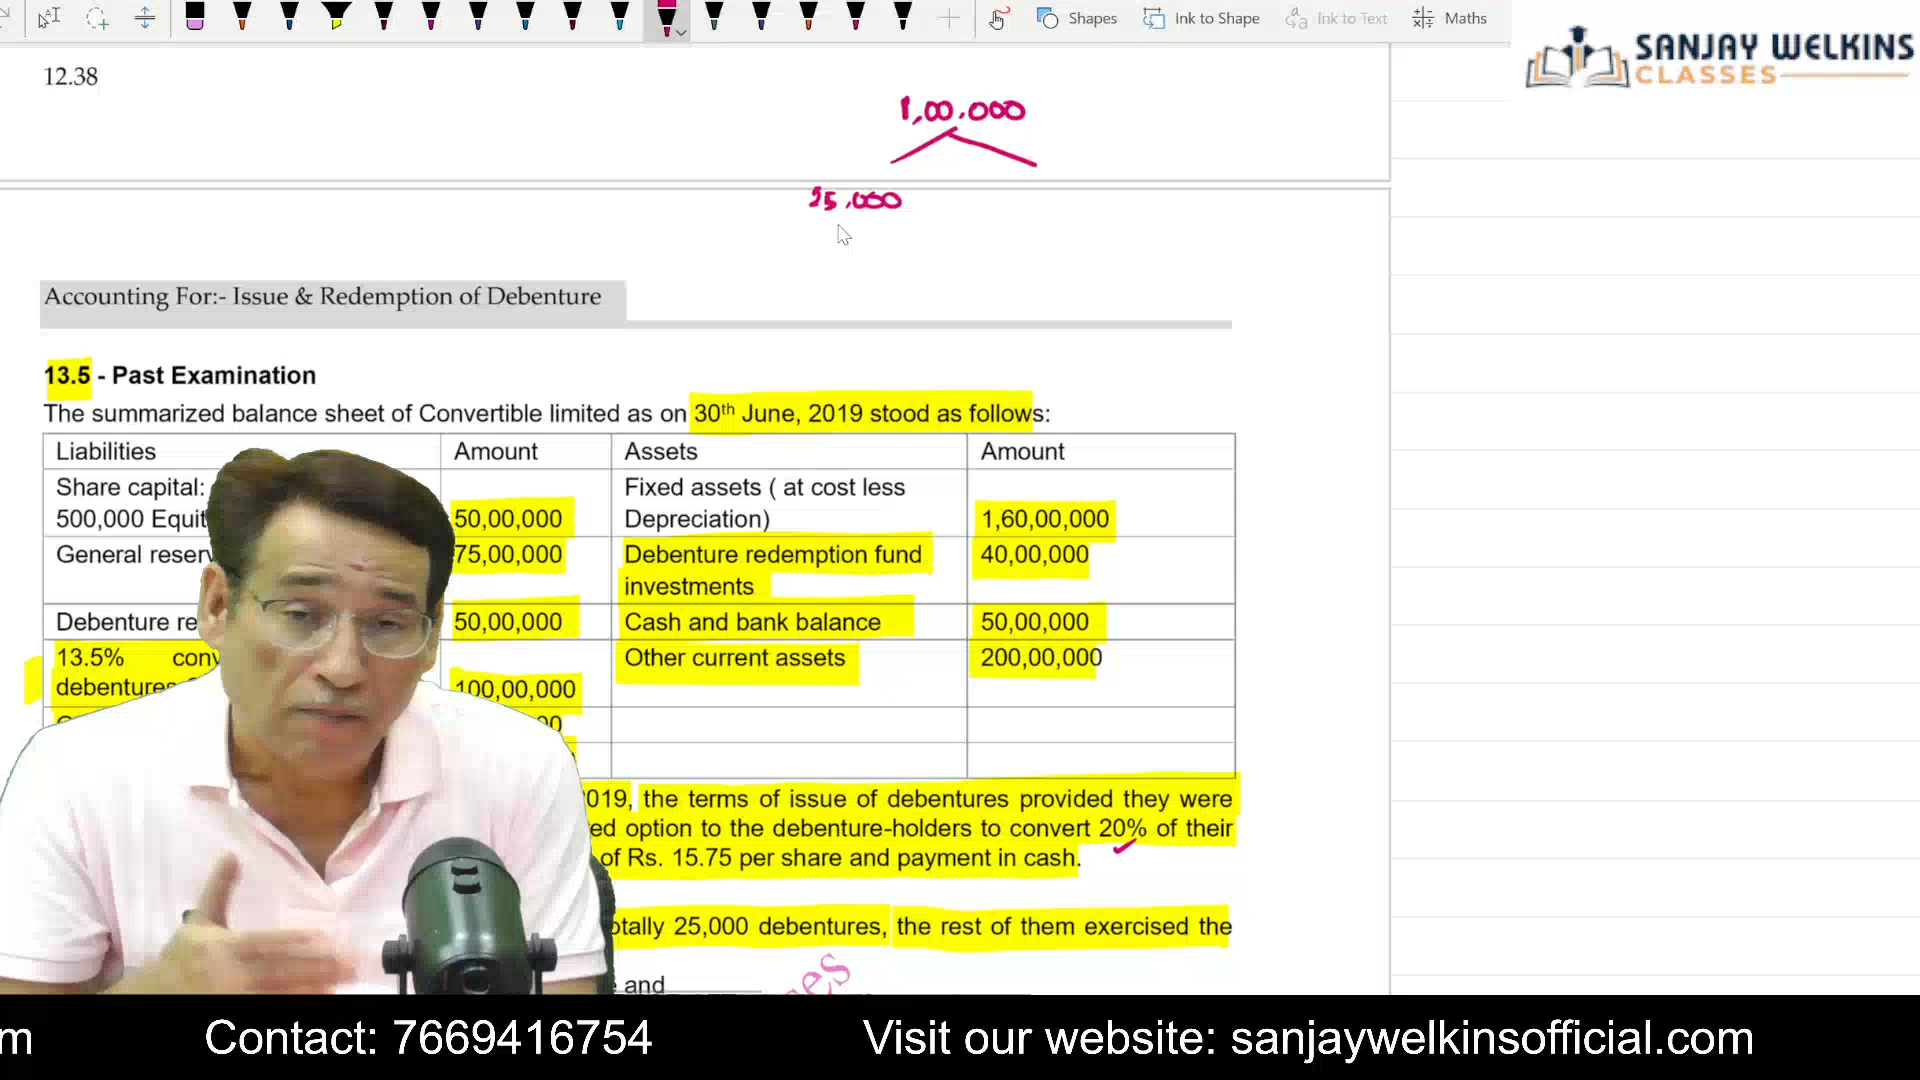 Shapes
Ink to Shape
Ink to Text
Maths
SANJAY WELKINS
CLASSES
12.38
1,00,000
25,000
Accounting For:- Issue & Redemption of Debenture
13.5 - Past Examination
The summarized balance sheet of Convertible limited as on 30th June, 2019 stood as follows:
Liabilities Amount Assets Amount
Share capital: Fixed assets ( at cost less
500,000 50,00,000 Depreciation) 1,60,00,000
General 75,00,000 Debenture redemption fund 40,00,000
investments
Debenture 50,00,000 Cash and bank balance 50,00,000
13.5% Other current assets 200,00,000
debentures 100,00,000
2019, the terms of issue of debentures provided they were
option to the debenture-holders to convert 20% of their
of Rs. 15.75 per share and payment in cash.
25,000 debentures, the rest of them exercised the
and
Contact: 7669416754 Visit our website: sanjaywelkinsofficial.com